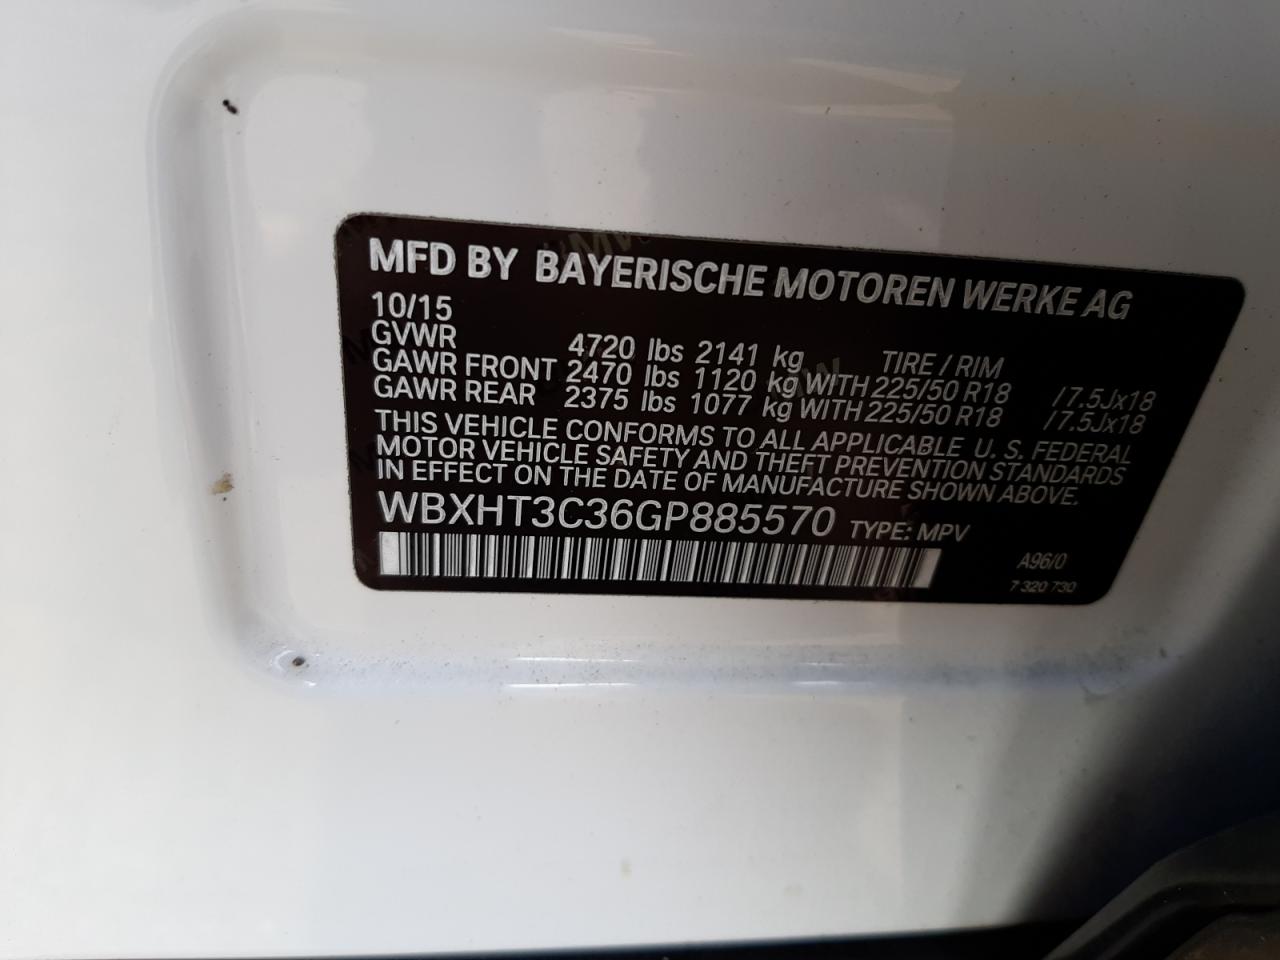 MFD BY BAYERISCHE MOTOREN WERKE AG
10/15
GVWR 4720 lbs 2141 kg TIRE / RIM
GAWR FRONT 2470 lbs 1120 kg WITH 225/50 R18 / 7.5Jx18
GAWR REAR 2375 lbs 1077 kg WITH 225/50 R18 / 7.5Jx18
THIS VEHICLE CONFORMS TO ALL APPLICABLE U. S. FEDERAL
MOTOR VEHICLE SAFETY AND THEFT PREVENTION STANDARDS
IN EFFECT ON THE DATE OF MANUFACTURE SHOWN ABOVE.
WBXHT3C36GP885570 TYPE: MPV
A96/0
7 320 730